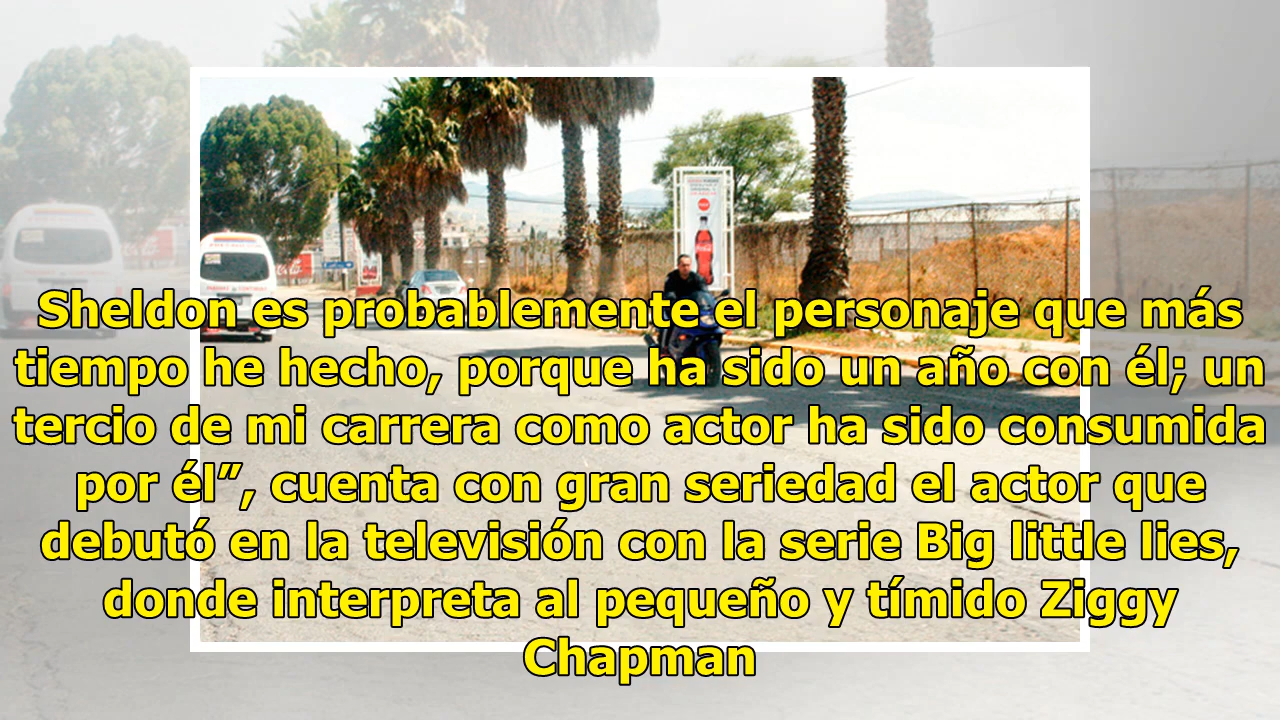 Sheldon es probablemente el personaje que más
tiempo he hecho, porque ha sido un año con él; un
tercio de mi carrera como actor ha sido consumida
por él”, cuenta con gran seriedad el actor que
debutó en la televisión con la serie Big little lies,
donde interpreta al pequeño y tímido Ziggy
Chapman